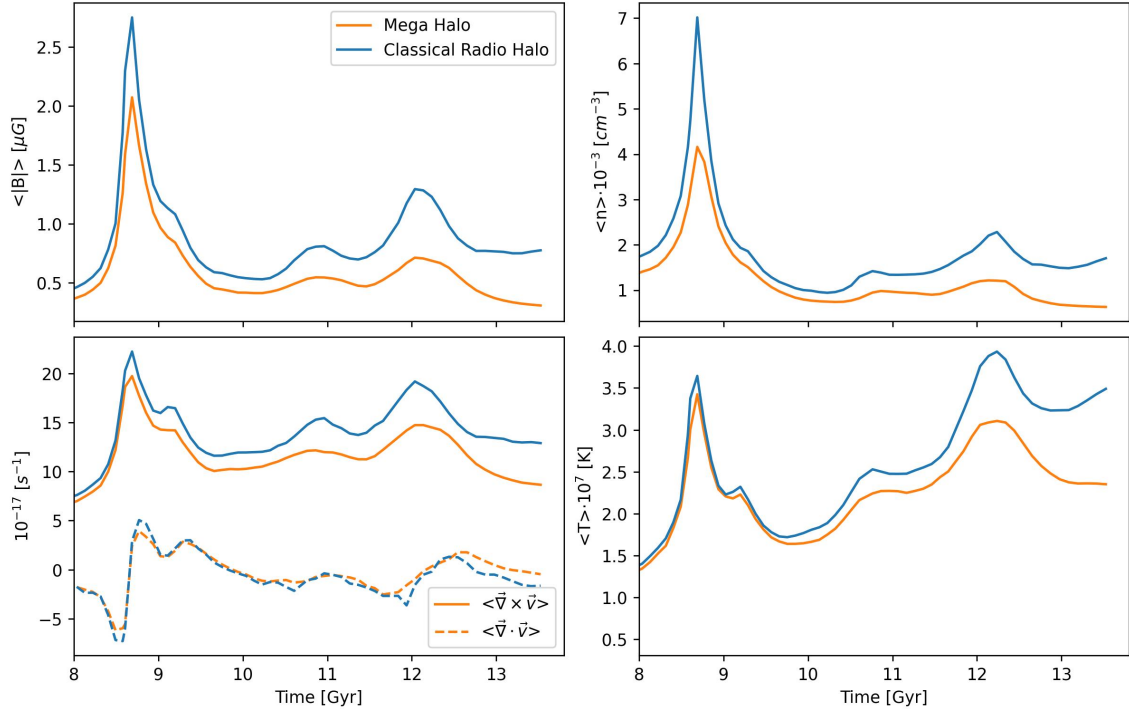 <|B|> [μG]
2.5
2.0
1.5
1.0
0.5
Mega Halo
Classical Radio Halo
<n>·10⁻³ [cm⁻³]
7
6
5
4
3
2
1
10⁻¹⁷ [s⁻¹]
20
15
10
5
0
−5
<∇⃗ × v⃗>
<∇⃗ · v⃗>
8 9 10 11 12 13
Time [Gyr]
<T>·10⁷ [K]
4.0
3.5
3.0
2.5
2.0
1.5
1.0
0.5
8 9 10 11 12 13
Time [Gyr]